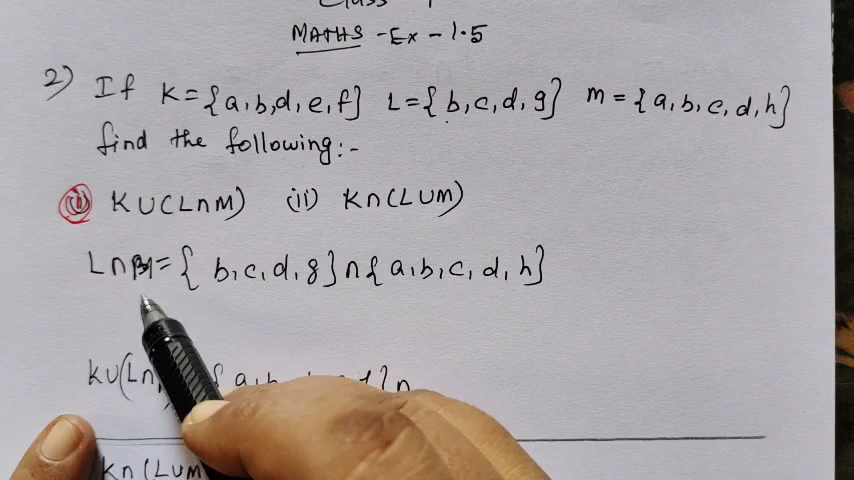 MATHS - Ex - 1.5
2) If K = {a, b, d, e, f} L = {b, c, d, g} m = {a, b, c, d, h}
find the following:-
(i) K∪(L∩M) (ii) K∩(L∪M)
L∩M = { b, c, d, g } ∩ { a, b, c, d, h }
K∪(L∩
K∩(L∪M